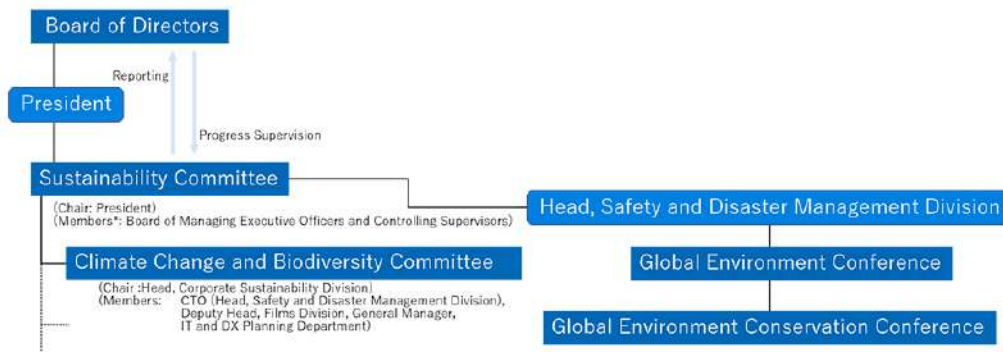 Board of Directors
Reporting
President
Progress Supervision
Sustainability Committee
(Chair: President)
(Members*: Board of Managing Executive Officers and Controlling Supervisors)
Head, Safety and Disaster Management Division
Climate Change and Biodiversity Committee
Global Environment Conference
(Chair :Head, Corporate Sustainability Division)
(Members: CTO (Head, Safety and Disaster Management Division),
Deputy Head, Films Division, General Manager,
IT and DX Planning Department)
Global Environment Conservation Conference